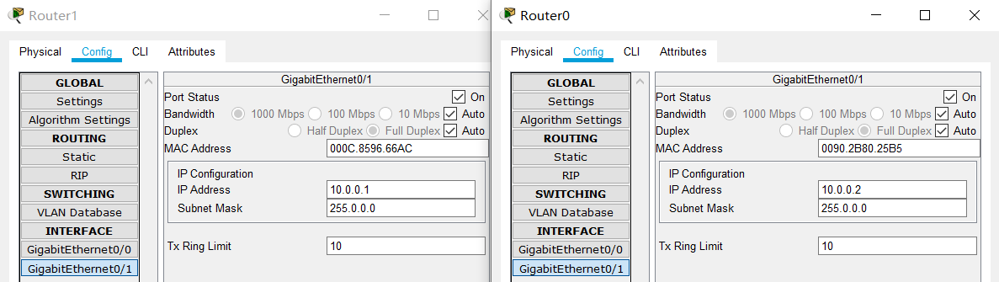 Router1
Physical Config CLI Attributes
GLOBAL
Settings
Algorithm Settings
ROUTING
Static
RIP
SWITCHING
VLAN Database
INTERFACE
GigabitEthernet0/0
GigabitEthernet0/1
GigabitEthernet0/1
Port Status On
Bandwidth 1000 Mbps 100 Mbps 10 Mbps Auto
Duplex Half Duplex Full Duplex Auto
MAC Address 000C.8596.66AC
IP Configuration
IP Address 10.0.0.1
Subnet Mask 255.0.0.0
Tx Ring Limit 10
Router0
Physical Config CLI Attributes
GLOBAL
Settings
Algorithm Settings
ROUTING
Static
RIP
SWITCHING
VLAN Database
INTERFACE
GigabitEthernet0/0
GigabitEthernet0/1
GigabitEthernet0/1
Port Status On
Bandwidth 1000 Mbps 100 Mbps 10 Mbps Auto
Duplex Half Duplex Full Duplex Auto
MAC Address 0090.2B80.25B5
IP Configuration
IP Address 10.0.0.2
Subnet Mask 255.0.0.0
Tx Ring Limit 10